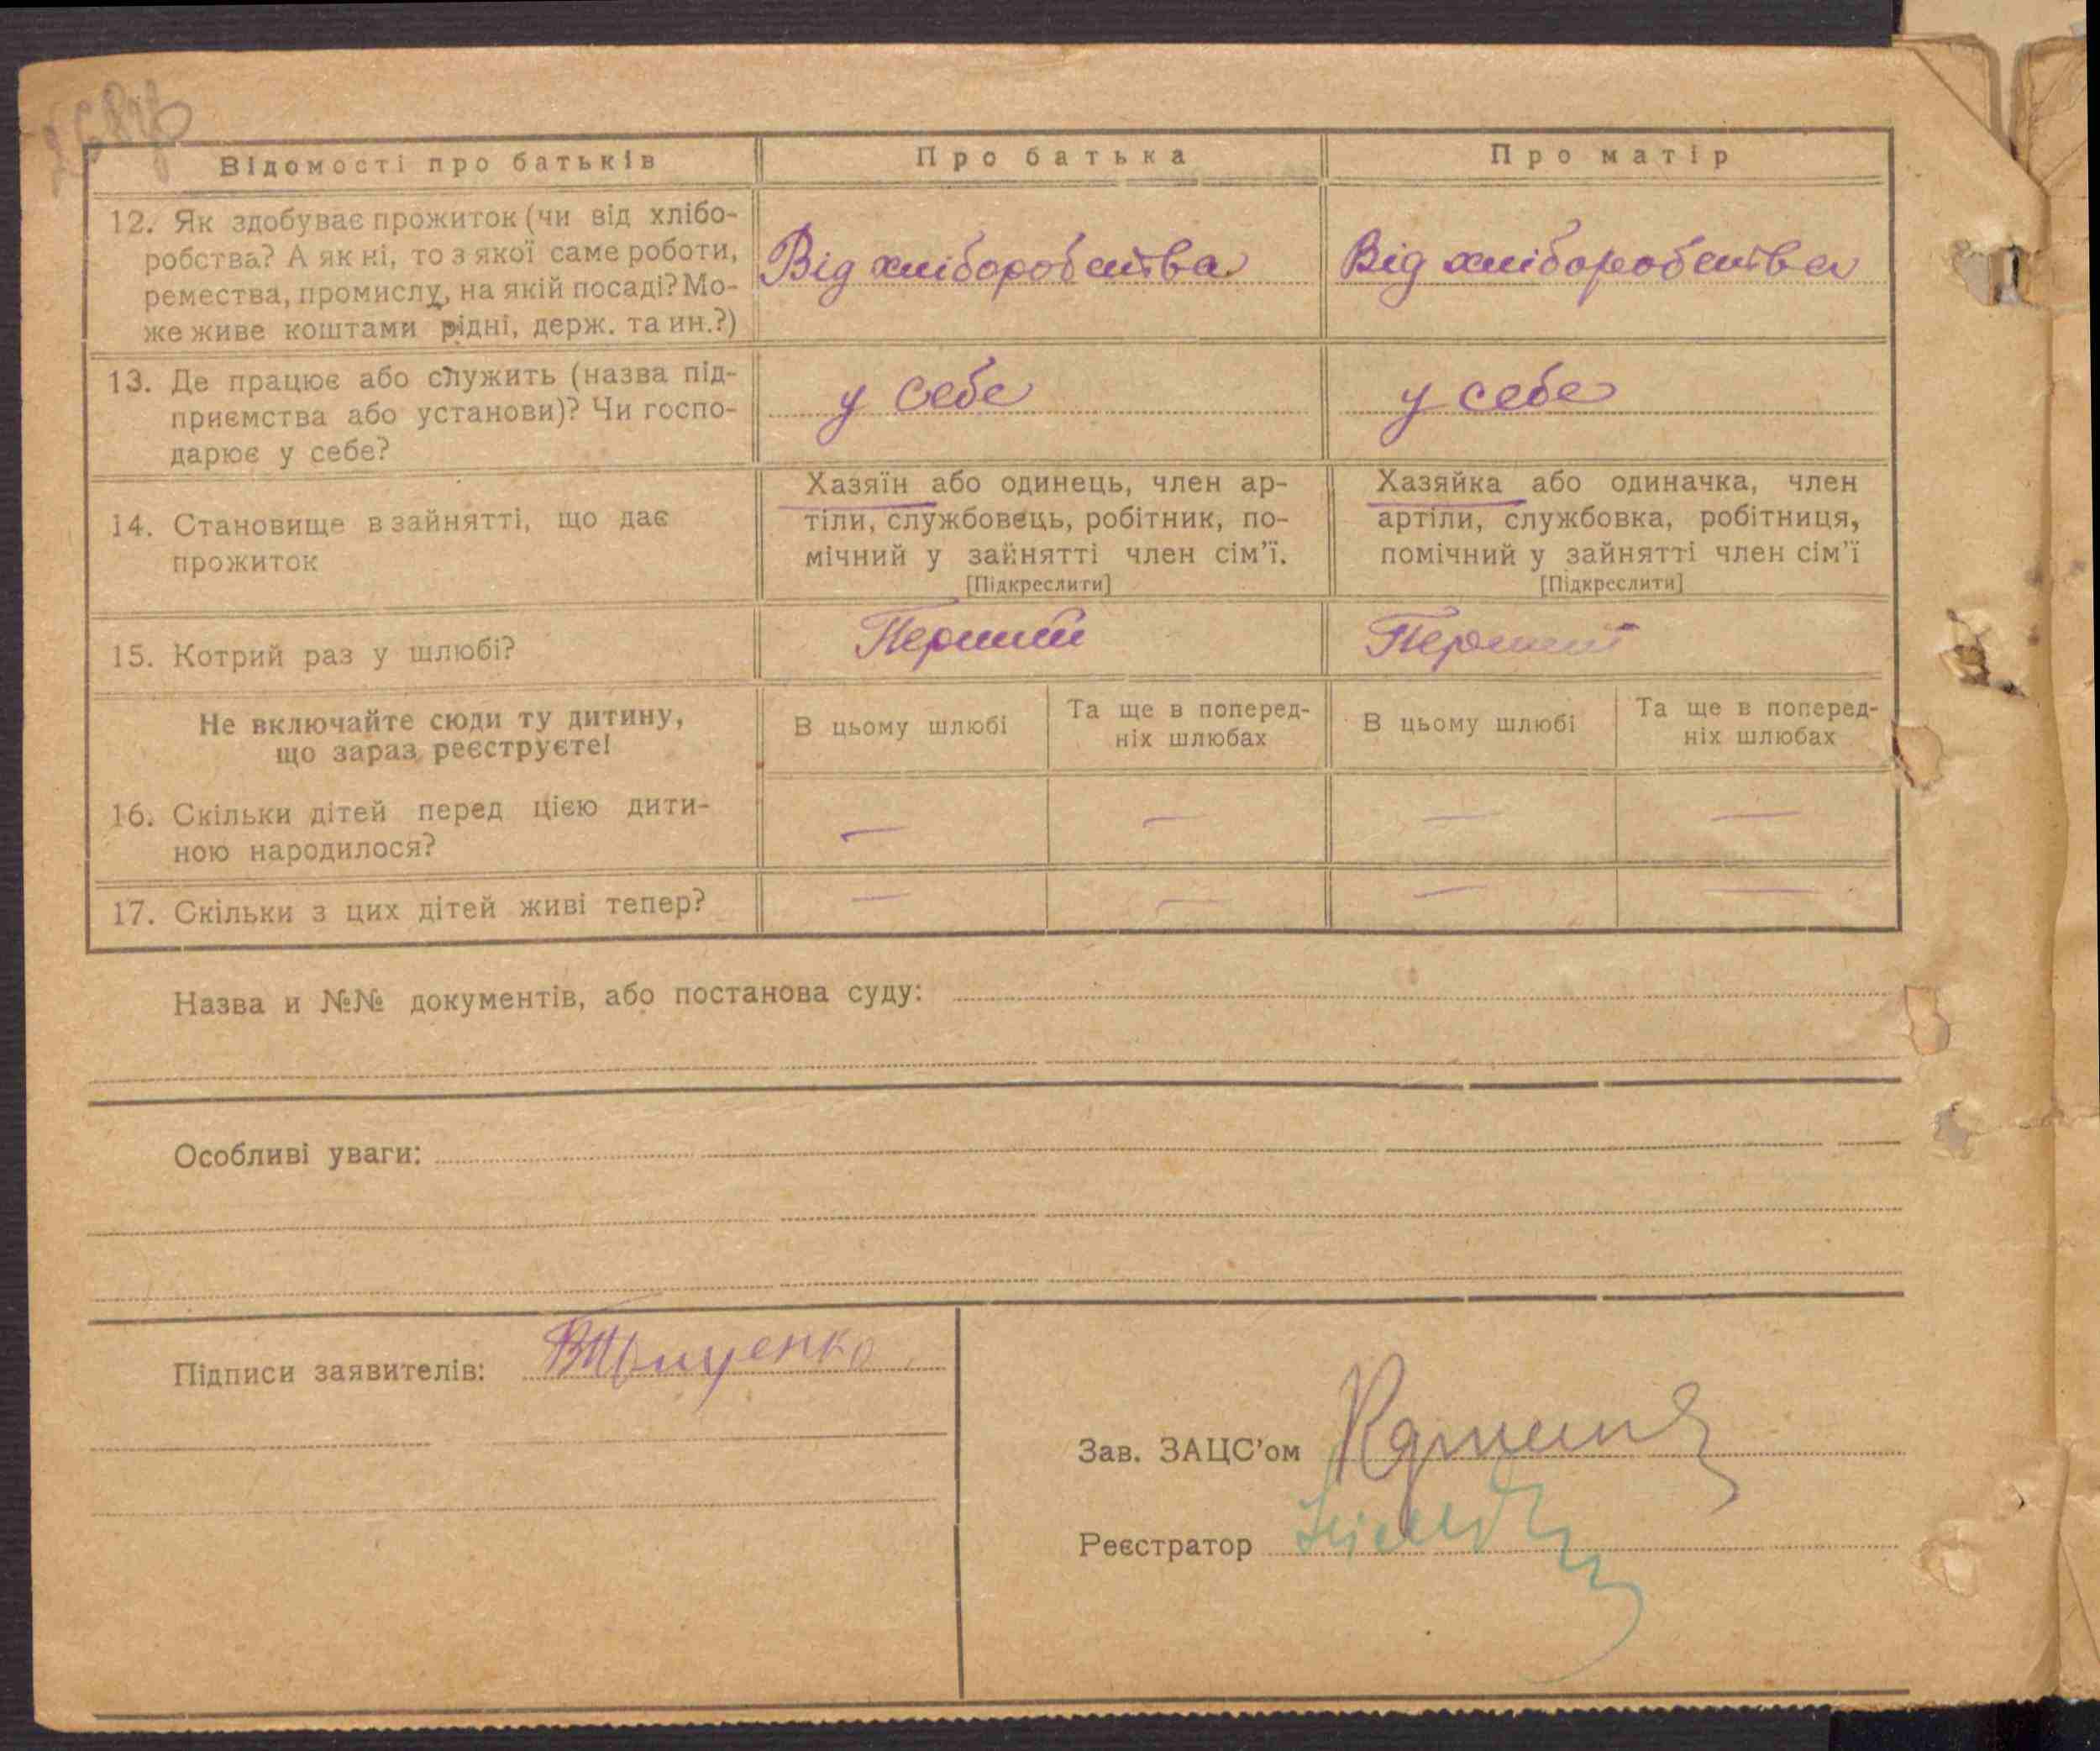 Відомості про батьків
Про батька
Про матір
12. Як здобуває прожиток (чи від хлібо-
робства? А як ні, то з якої саме роботи,
ремества, промислу, на якій посаді? Мо-
же живе коштами рідні, держ. та ин.?)
Від хліборобства
Від хліборобства
13. Де працює або служить (назва під-
приємства або установи)? Чи госпо-
дарює у себе?
у себе
у себе
14. Становище в зайнятті, що дає
прожиток
Хазяїн або одинець, член ар-
тіли, службовець, робітник, по-
мічний у зайнятті член сім'ї.
[Підкреслити]
Хазяйка або одиначка, член
артіли, службовка, робітниця,
помічний у зайнятті член сім'ї
[Підкреслити]
15. Котрий раз у шлюбі?
Перший
Перший
Не включайте сюди ту дитину,
що зараз реєструєте!
В цьому шлюбі
Та ще в поперед-
ніх шлюбах
В цьому шлюбі
Та ще в поперед-
ніх шлюбах
16. Скільки дітей перед цією дити-
ною народилося?
— — — —
17. Скільки з цих дітей живі тепер?
— — — —
Назва и №№ документів, або постанова суду:
Особливі уваги:
Підписи заявителів:
Зав. ЗАЦС'ом
Реєстратор